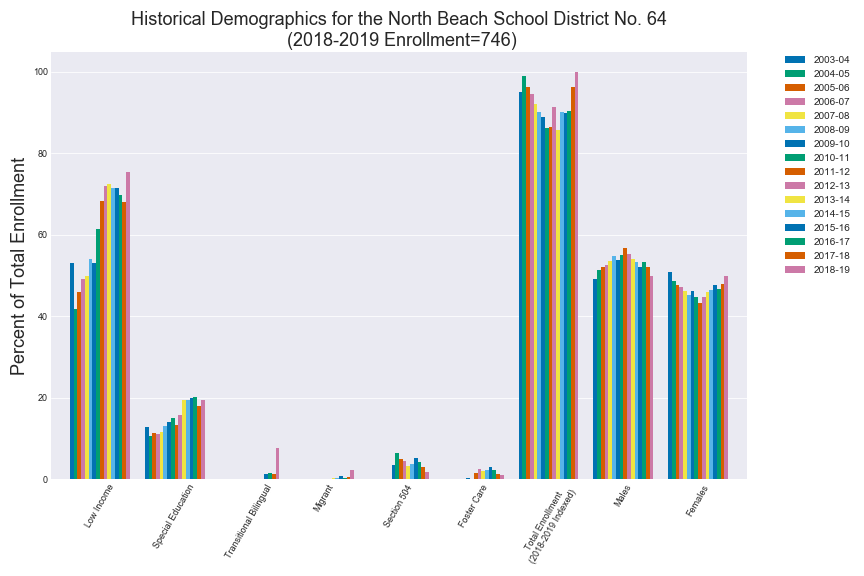 Historical Demographics for the North Beach School District No. 64
(2018-2019 Enrollment=746)
Percent of Total Enrollment
100
80
60
40
20
0
Low Income
Special Education
Transitional Bilingual
Migrant
Section 504
Foster Care
Total Enrollment
(2018-2019 Indexed)
Males
Females
2003-04
2004-05
2005-06
2006-07
2007-08
2008-09
2009-10
2010-11
2011-12
2012-13
2013-14
2014-15
2015-16
2016-17
2017-18
2018-19